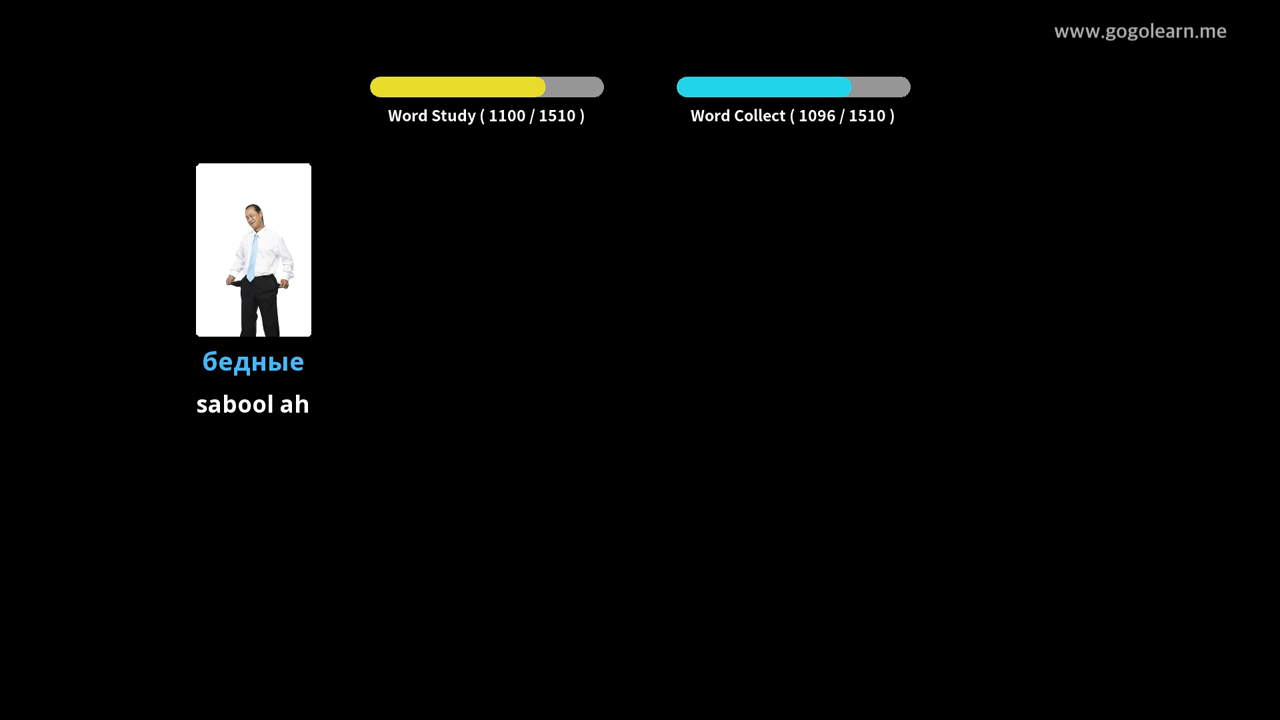 www.gogolearn.me
Word Study ( 1100 / 1510 )
Word Collect ( 1096 / 1510 )
бедные
sabool ah